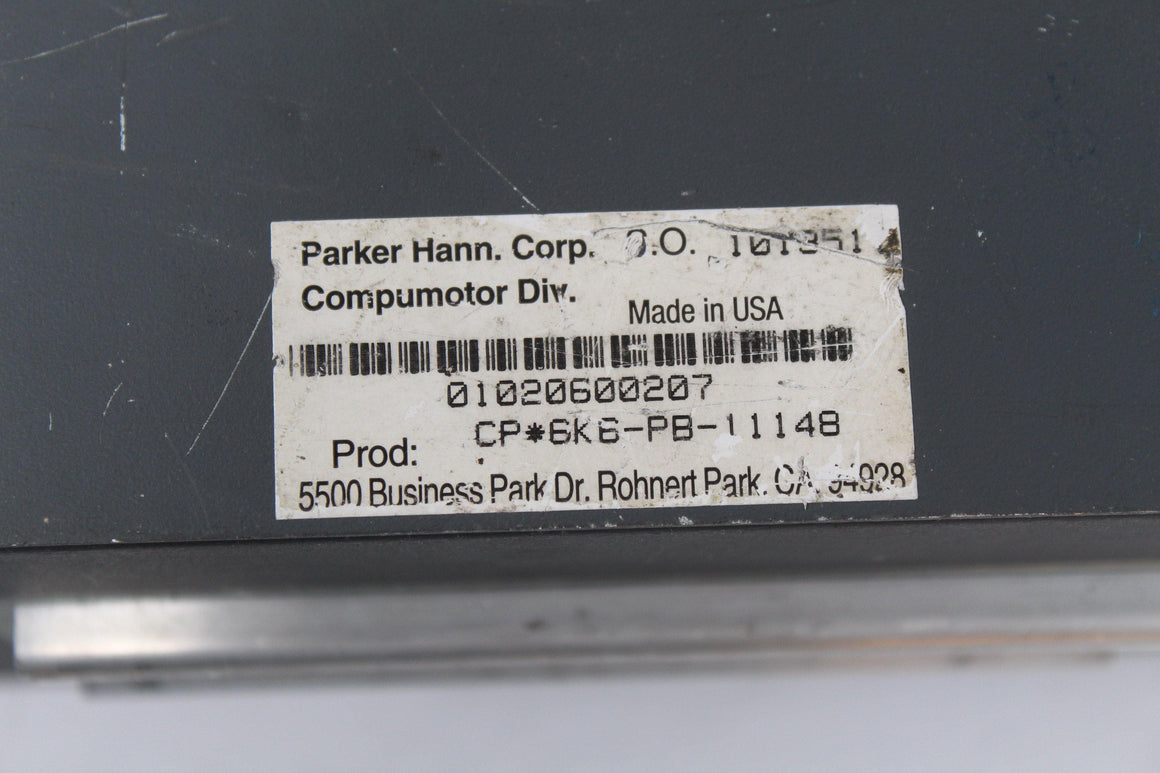 Parker Hann. Corp. S.O.
Compumotor Div.
Made in USA
01020600207
Prod: CP*6K6-PB-11148
5500 Business Park Dr. Rohnert Park, CA 94928